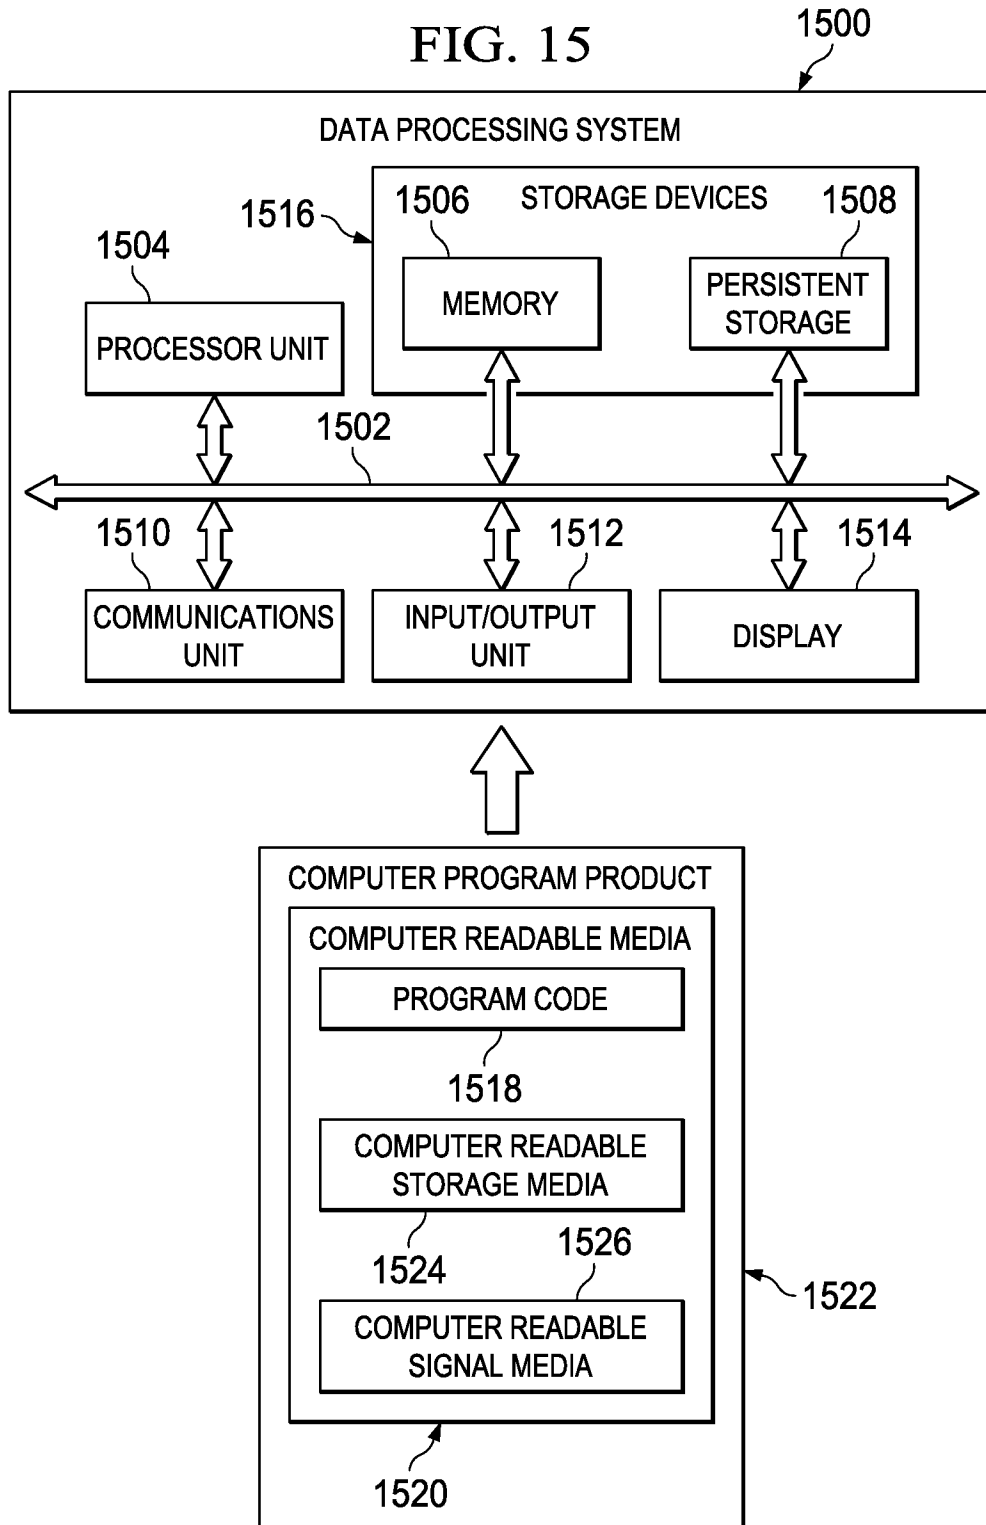 FIG. 15
1500
DATA PROCESSING SYSTEM
1516
1506
STORAGE DEVICES
1508
1504
MEMORY
PERSISTENT
STORAGE
PROCESSOR UNIT
1502
1510
1512
1514
COMMUNICATIONS
UNIT
INPUT/OUTPUT
UNIT
DISPLAY
COMPUTER PROGRAM PRODUCT
COMPUTER READABLE MEDIA
PROGRAM CODE
1518
COMPUTER READABLE
STORAGE MEDIA
1524
1526
1522
COMPUTER READABLE
SIGNAL MEDIA
1520